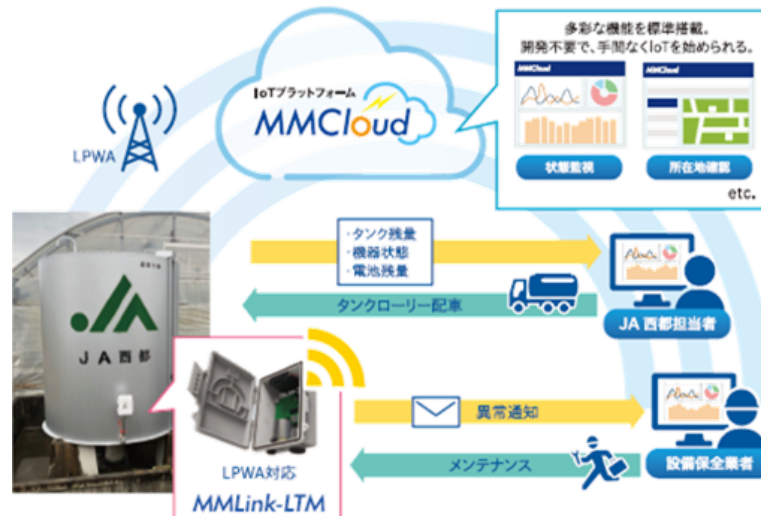 多彩な機能を標準搭載。
開発不要で、手間なくIoTを始められる。
MMCloud
MMCloud
状態監視
所在地確認
etc.
IoTプラットフォーム
MMCloud
LPWA
・タンク残量
・機器状態
・電池残量
タンクローリー配車
JA 西都担当者
JA西都
異常通知
メンテナンス
設備保全業者
LPWA対応
MMLink-LTM